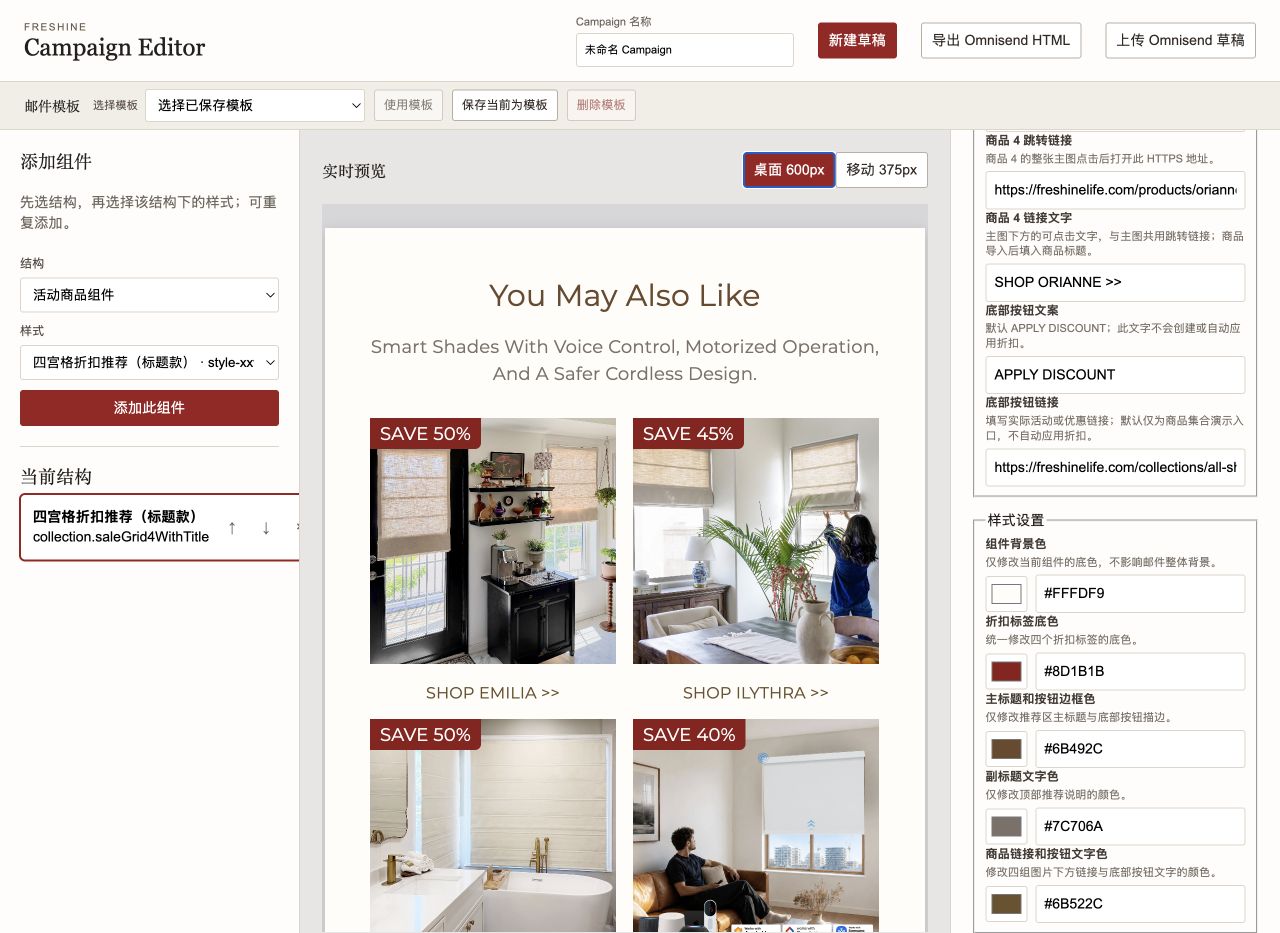 FRESHINE
Campaign Editor
Campaign 名称
未命名 Campaign
新建草稿
导出 Omnisend HTML
上传 Omnisend 草稿
邮件模板
选择模板
选择已保存模板
使用模板
保存当前为模板
删除模板
添加组件
先选结构，再选择该结构下的样式；可重
复添加。
结构
活动商品组件
样式
四宫格折扣推荐（标题款） · style-xx
添加此组件
当前结构
四宫格折扣推荐（标题款）
collection.saleGrid4WithTitle
↑ ↓
实时预览
桌面 600px
移动 375px
You May Also Like
Smart Shades With Voice Control, Motorized Operation,
And A Safer Cordless Design.
SAVE 50%
SAVE 45%
SHOP EMILIA >>
SHOP ILYTHRA >>
SAVE 50%
SAVE 40%
商品 4 跳转链接
商品 4 的整张主图点击后打开此 HTTPS 地址。
https://freshinelife.com/products/orianne
商品 4 链接文字
主图下方的可点击文字，与主图共用跳转链接；商品
导入后填入商品标题。
SHOP ORIANNE >>
底部按钮文案
默认 APPLY DISCOUNT；此文字不会创建或自动应
用折扣。
APPLY DISCOUNT
底部按钮链接
填写实际活动或优惠链接；默认仅为商品集合演示入
口，不自动应用折扣。
https://freshinelife.com/collections/all-sh
样式设置
组件背景色
仅修改当前组件的底色，不影响邮件整体背景。
#FFFDF9
折扣标签底色
统一修改四个折扣标签的底色。
#8D1B1B
主标题和按钮边框色
仅修改推荐区主标题与底部按钮描边。
#6B492C
副标题文字色
仅修改顶部推荐说明的颜色。
#7C706A
商品链接和按钮文字色
修改四组图片下方链接与底部按钮文字的颜色。
#6B522C